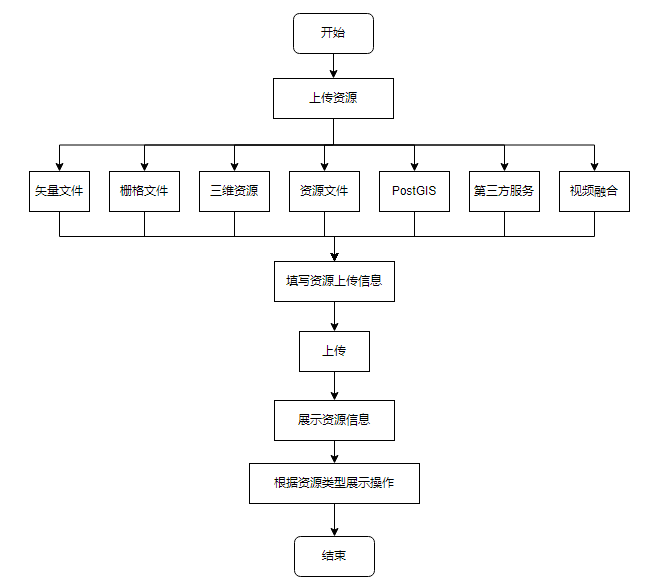 开始
上传资源
矢量文件
栅格文件
三维资源
资源文件
PostGIS
第三方服务
视频融合
填写资源上传信息
上传
展示资源信息
根据资源类型展示操作
结束